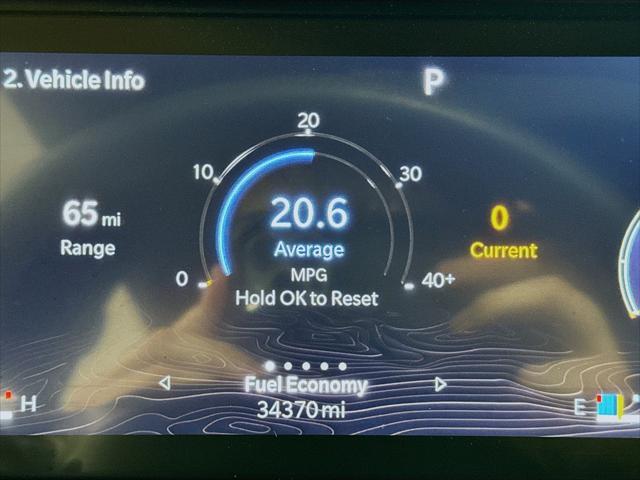 2. Vehicle Info
P
20
10
30
65 mi
Range
20.6
Average
MPG
0
Current
0
40+
Hold OK to Reset
Fuel Economy
34370 mi
H
E